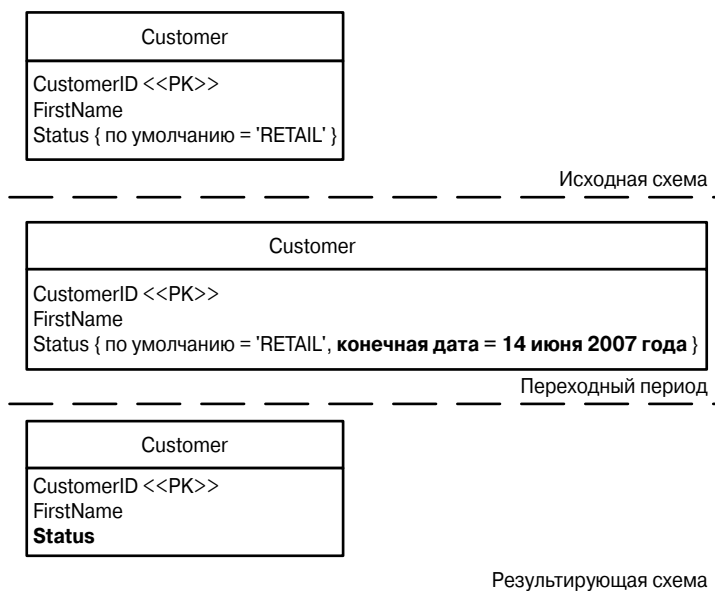 Customer
CustomerID <<PK>>
FirstName
Status { по умолчанию = 'RETAIL' }
Исходная схема
Customer
CustomerID <<PK>>
FirstName
Status { по умолчанию = 'RETAIL', конечная дата = 14 июня 2007 года }
Переходный период
Customer
CustomerID <<PK>>
FirstName
Status
Результирующая схема